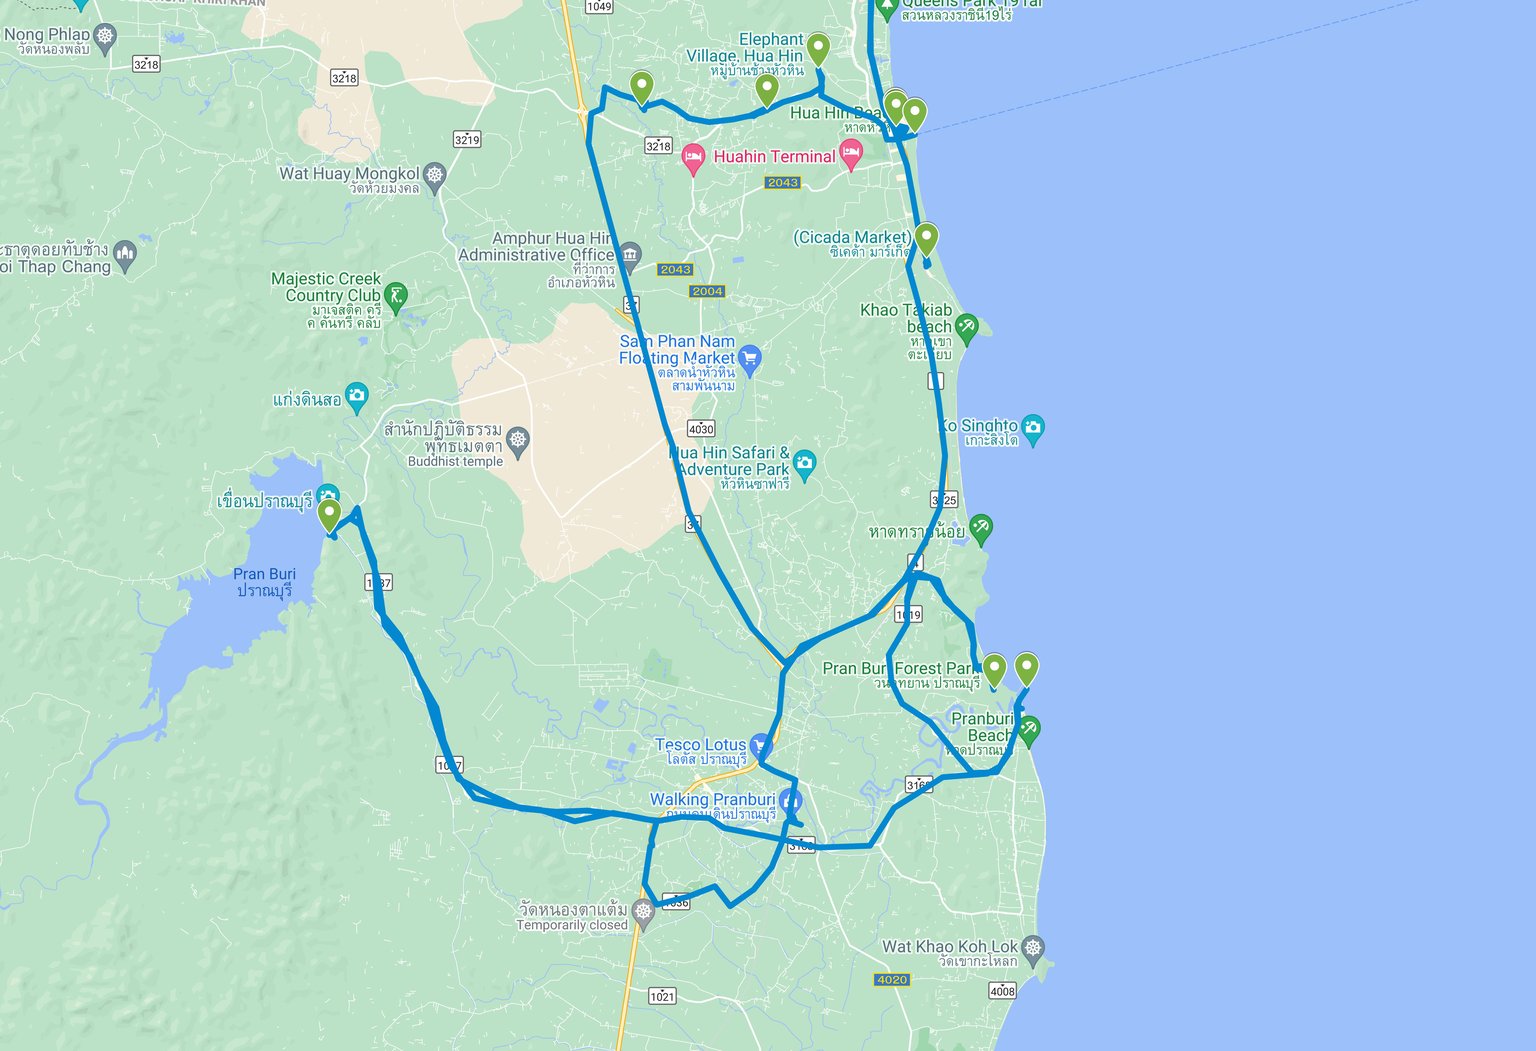 1049
Queens Park 19 rai
สวนหลวงราชินี19ไร่
Nong Phlap
วัดหนองพลับ
3218
3218
Elephant
Village, Hua Hin
หมู่บ้านช้างหัวหิน
Hua Hin Beach
3219
3218
Huahin Terminal
2043
Wat Huay Mongkol
วัดห้วยมงคล
(Cicada Market)
ซิเคด้า มาร์เก็ต
Amphur Hua Hin
Administrative Office
ที่ว่าการ
อำเภอหัวหิน
ะธาตุดอยทับช้าง
oi Thap Chang
2043
2004
37
Majestic Creek
Country Club
มาเจสติค ครี
ค คันทรี คลับ
Khao Takiab
beach
หาดเขา
ตะเกียบ
Sam Phan Nam
Floating Market
ตลาดน้ำหัวหิน
สามพันนาม
แก่งดินสอ
สำนักปฏิบัติธรรม
พุทธเมตตา
Buddhist temple
4030
Ko Singhto
เกาะสิงโต
Hua Hin Safari &
Adventure Park
หัวหินซาฟารี
เขื่อนปราณบุรี
37
หาดทรายน้อย
4
Pran Buri
ปราณบุรี
1019
Pran Buri Forest Park
วนอุทยาน ปราณบุรี
Pranburi
Beach
หาดปราณบุรี
Tesco Lotus
โลตัส ปราณบุรี
Walking Pranburi
ถนนคนเดินปราณบุรี
วัดหนองตาแต้ม
Temporarily closed
Wat Khao Koh Lok
วัดเขากะโหลก
4020
4008
1021